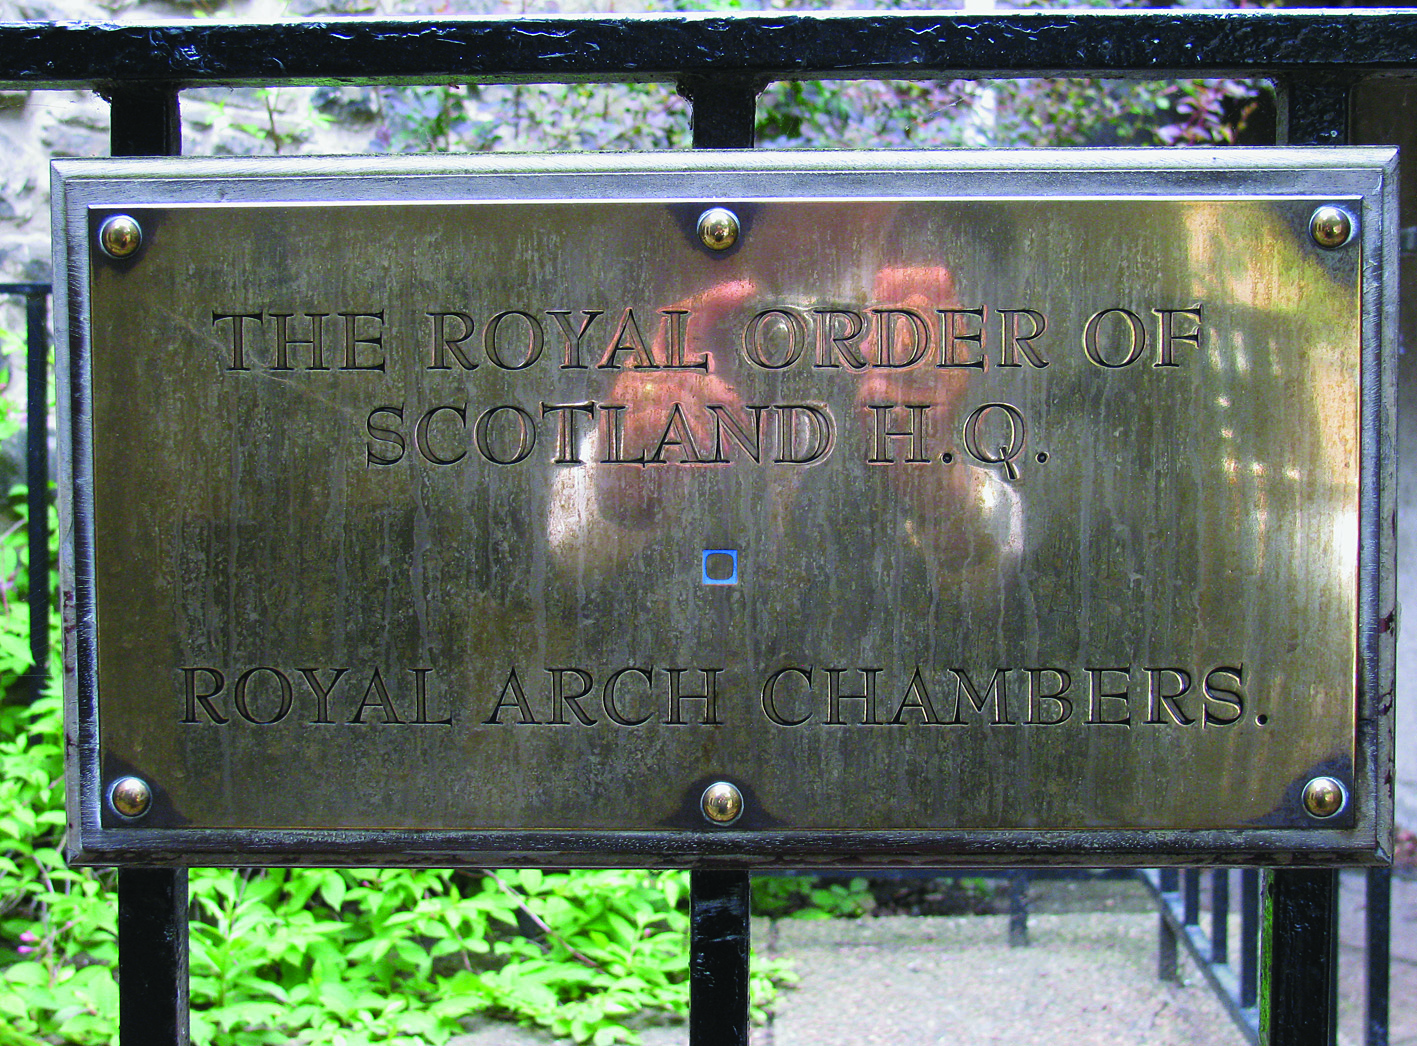 THE ROYAL ORDER OF
SCOTLAND H.Q.
ROYAL ARCH CHAMBERS.